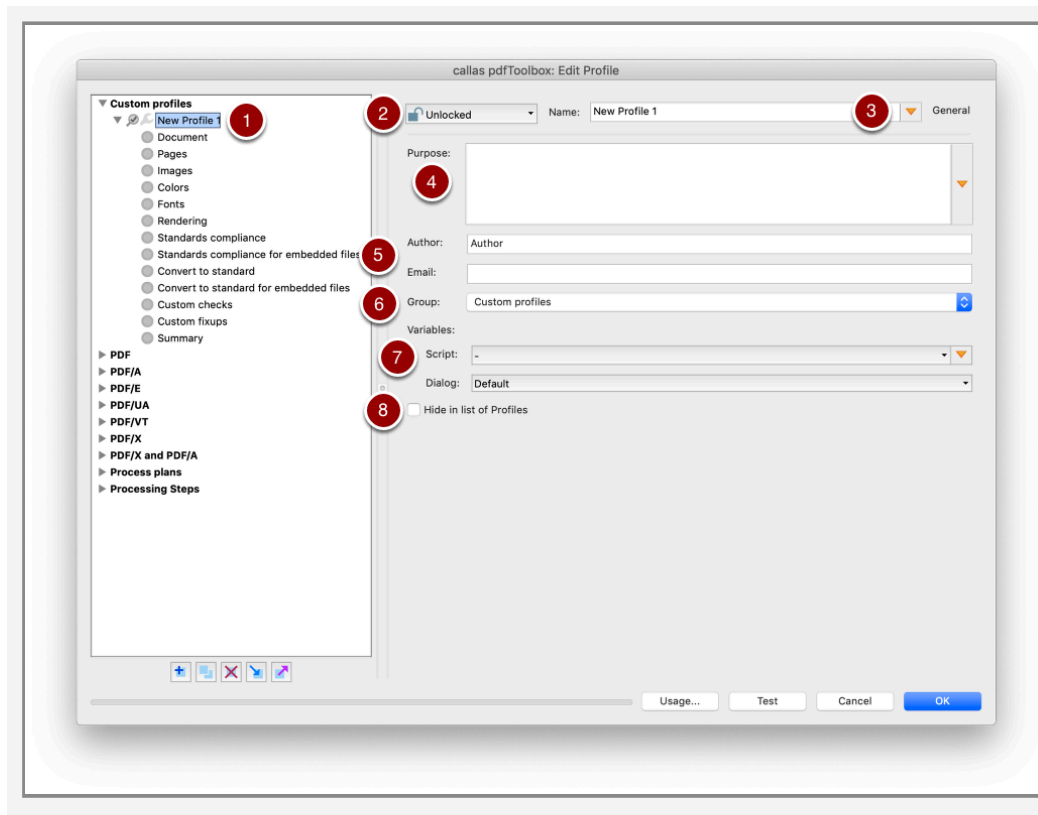 callas pdfToolbox: Edit Profile
Custom profiles
New Profile 1
1
Document
Pages
Images
Colors
Fonts
Rendering
Standards compliance
Standards compliance for embedded files
Convert to standard
Convert to standard for embedded files
Custom checks
Custom fixups
Summary
PDF
PDF/A
PDF/E
PDF/UA
PDF/VT
PDF/X
PDF/X and PDF/A
Process plans
Processing Steps
2 Unlocked Name: New Profile 1 3 General
Purpose:
4
Author: Author
5
Email:
6 Group: Custom profiles
Variables:
7 Script: -
Dialog: Default
8 Hide in list of Profiles
Usage... Test Cancel OK